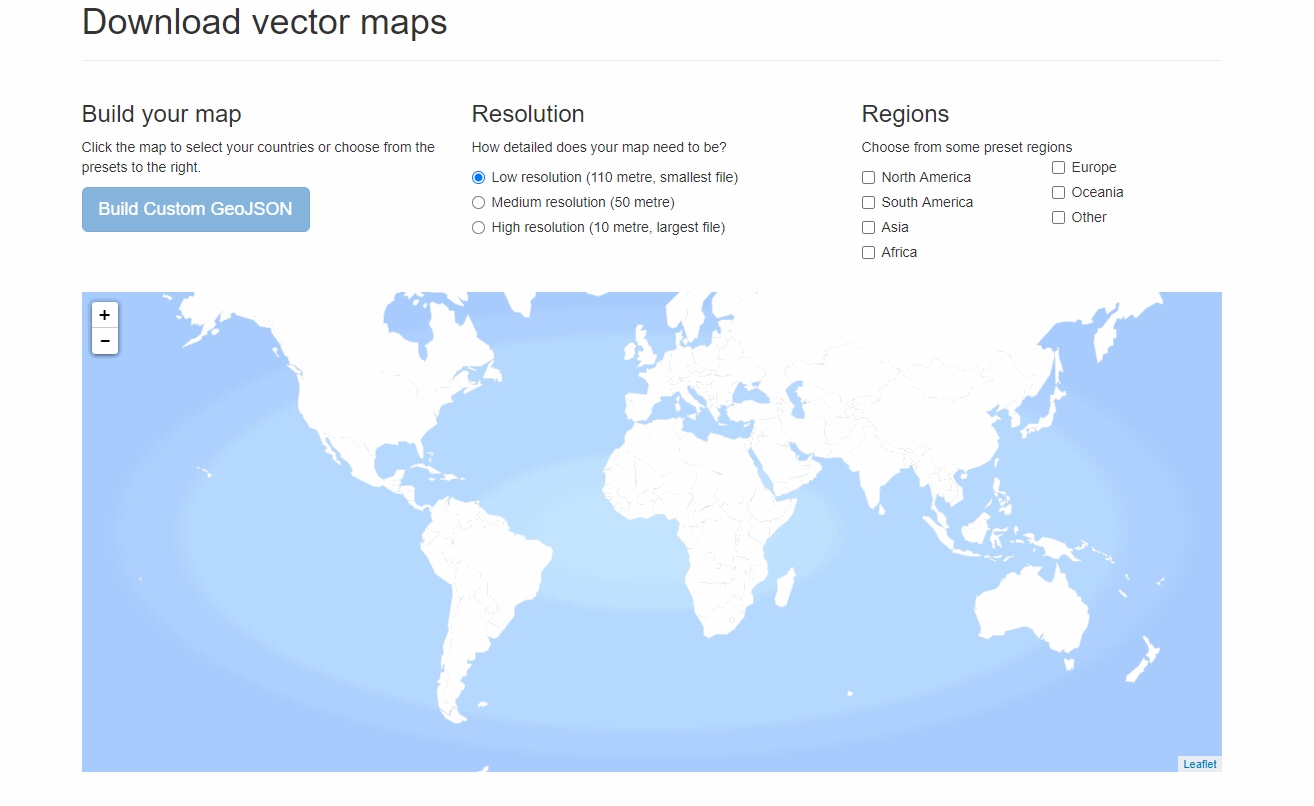 Download vector maps
Build your map
Click the map to select your countries or choose from the
presets to the right.
Build Custom GeoJSON
Resolution
How detailed does your map need to be?
Low resolution (110 metre, smallest file)
Medium resolution (50 metre)
High resolution (10 metre, largest file)
Regions
Choose from some preset regions
North America
South America
Asia
Africa
Europe
Oceania
Other
+
−
Leaflet